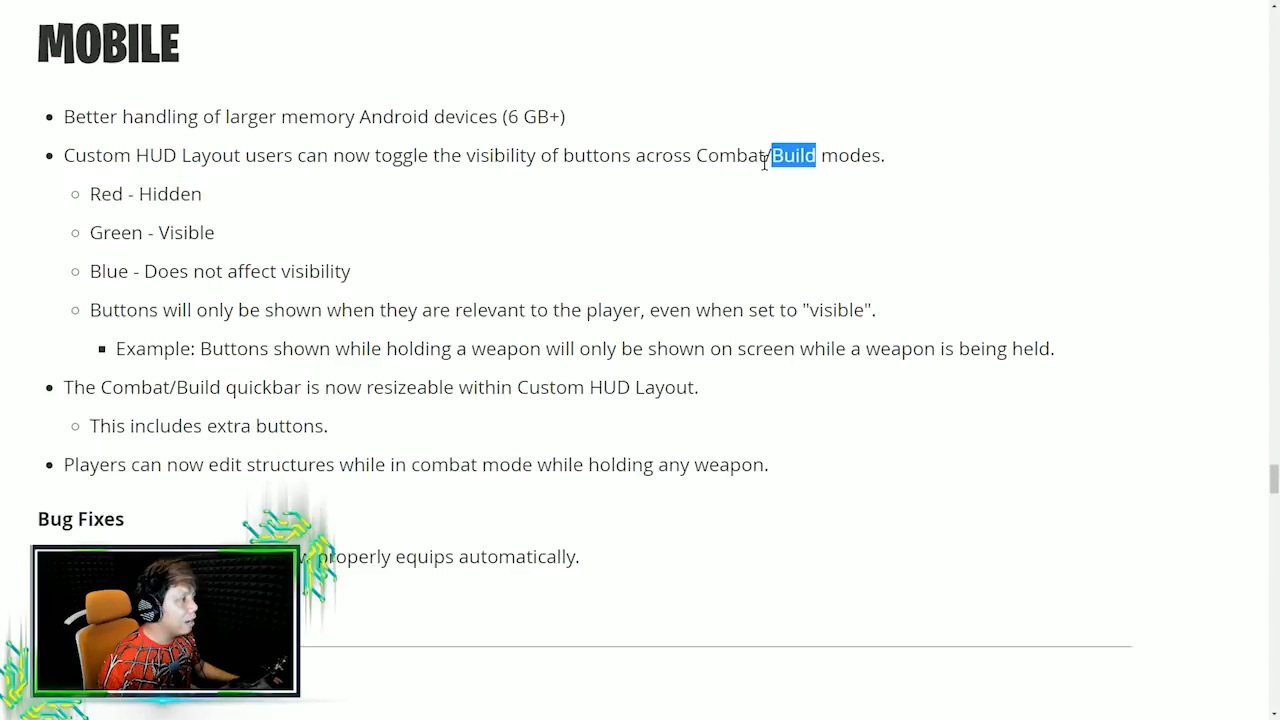 MOBILE
Better handling of larger memory Android devices (6 GB+)
Custom HUD Layout users can now toggle the visibility of buttons across Combat/Build modes.
Red - Hidden
Green - Visible
Blue - Does not affect visibility
Buttons will only be shown when they are relevant to the player, even when set to "visible".
Example: Buttons shown while holding a weapon will only be shown on screen while a weapon is being held.
The Combat/Build quickbar is now resizeable within Custom HUD Layout.
This includes extra buttons.
Players can now edit structures while in combat mode while holding any weapon.
Bug Fixes
properly equips automatically.